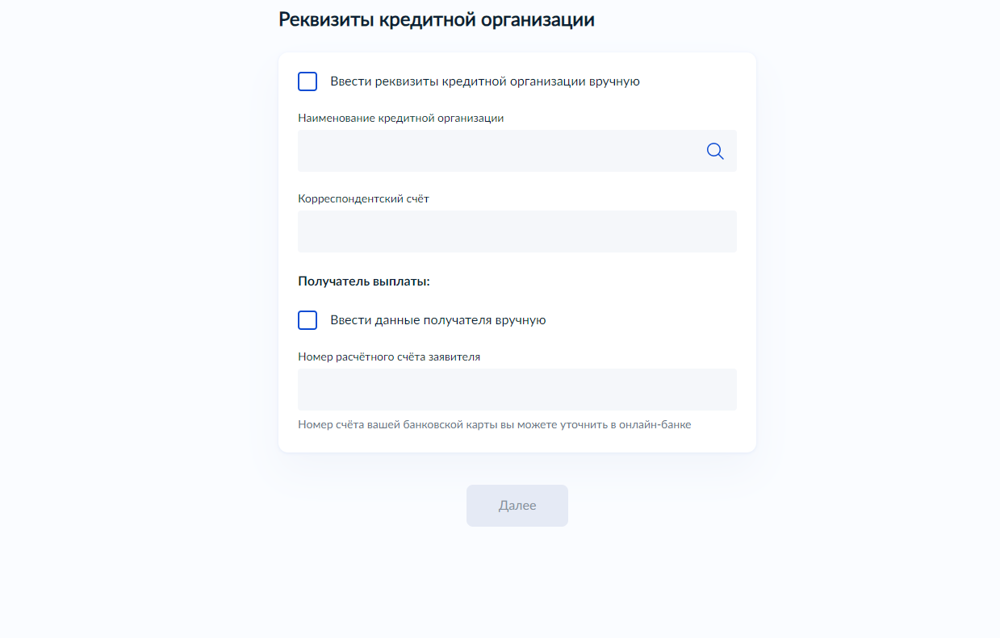 Реквизиты кредитной организации
Ввести реквизиты кредитной организации вручную
Наименование кредитной организации
Корреспондентский счёт
Получатель выплаты:
Ввести данные получателя вручную
Номер расчётного счёта заявителя
Номер счёта вашей банковской карты вы можете уточнить в онлайн-банке
Далее